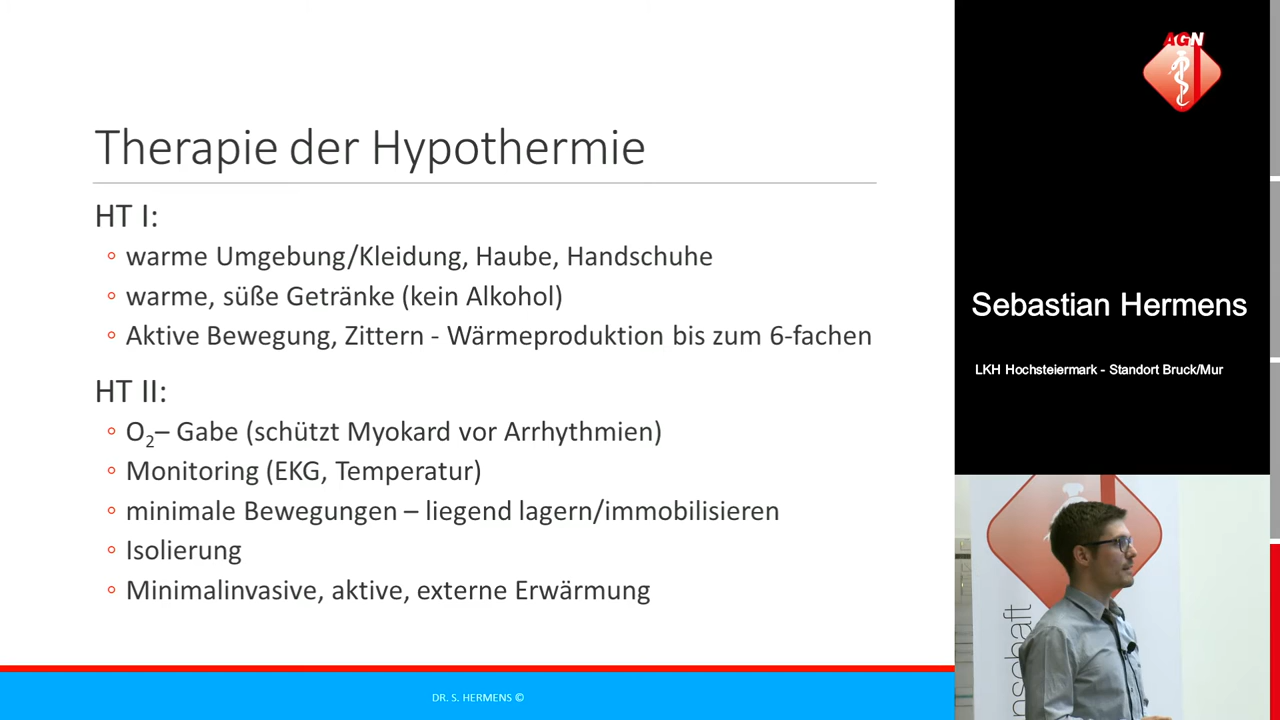 Therapie der Hypothermie
HT I:
◦ warme Umgebung/Kleidung, Haube, Handschuhe
◦ warme, süße Getränke (kein Alkohol)
◦ Aktive Bewegung, Zittern - Wärmeproduktion bis zum 6-fachen
HT II:
◦ O₂– Gabe (schützt Myokard vor Arrhythmien)
◦ Monitoring (EKG, Temperatur)
◦ minimale Bewegungen – liegend lagern/immobilisieren
◦ Isolierung
◦ Minimalinvasive, aktive, externe Erwärmung
DR. S. HERMENS ©
AGN
Sebastian Hermens
LKH Hochsteiermark - Standort Bruck/Mur